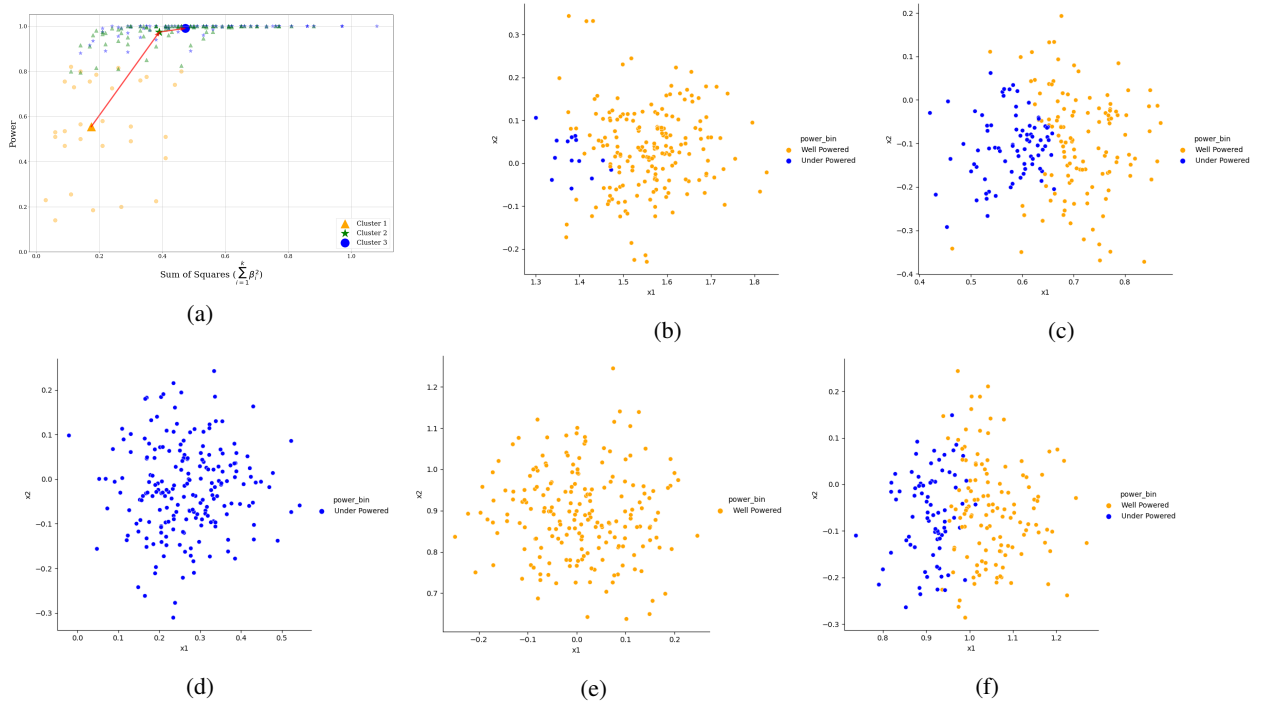 1.0
0.8
0.6
0.4
0.2
0.0
Power
0.0 0.2 0.4 0.6 0.8 1.0
Sum of Squares (∑ᵏᵢ₌₁ βᵢ²)
Cluster 1
Cluster 2
Cluster 3
(a)
0.3
0.2
0.1
0.0
−0.1
−0.2
x2
1.3 1.4 1.5 1.6 1.7 1.8
x1
power_bin
Well Powered
Under Powered
(b)
0.2
0.1
0.0
−0.1
−0.2
−0.3
−0.4
x2
0.4 0.5 0.6 0.7 0.8
x1
power_bin
Well Powered
Under Powered
(c)
0.2
0.1
0.0
−0.1
−0.2
−0.3
x2
0.0 0.1 0.2 0.3 0.4 0.5
x1
power_bin
Under Powered
(d)
1.2
1.1
1.0
0.9
0.8
0.7
x2
−0.2 −0.1 0.0 0.1 0.2
x1
power_bin
Well Powered
(e)
0.2
0.1
0.0
−0.1
−0.2
−0.3
x2
0.8 0.9 1.0 1.1 1.2
x1
power_bin
Well Powered
Under Powered
(f)